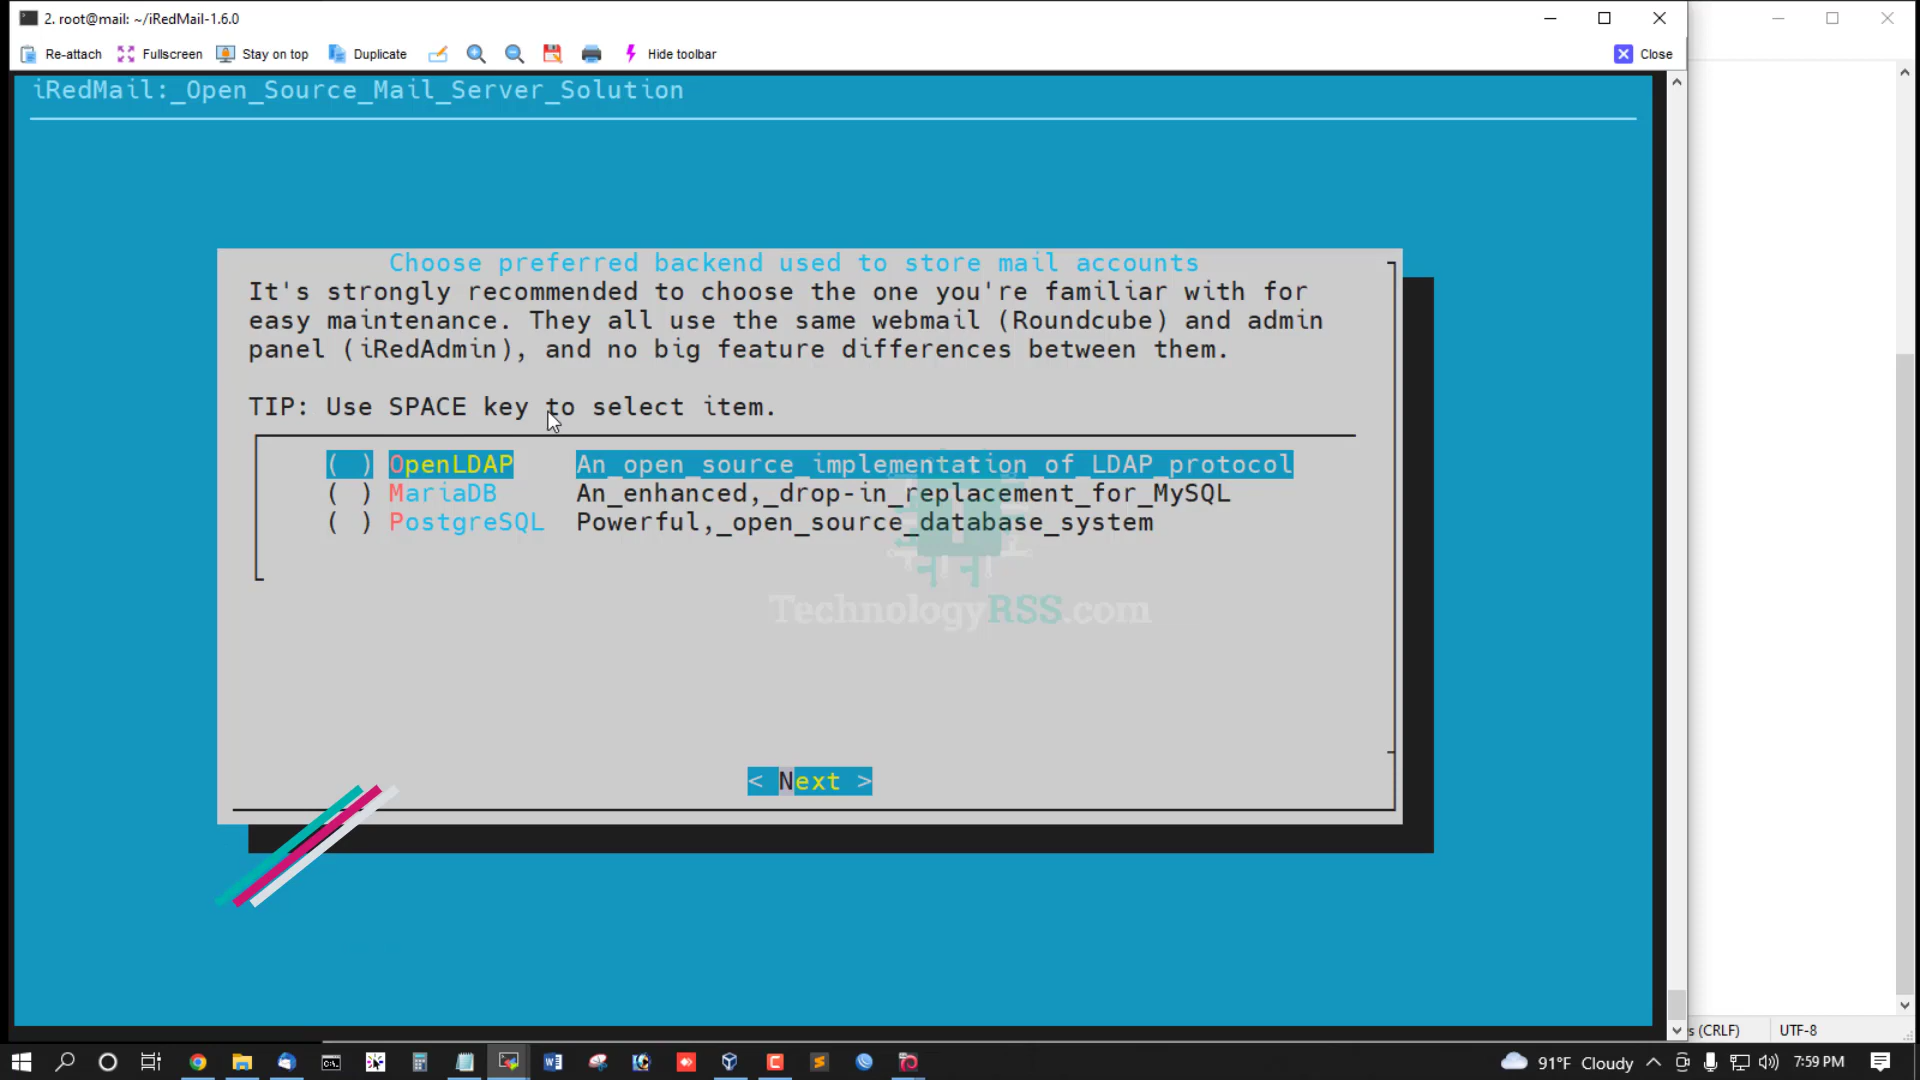 2. root@mail: ~/iRedMail-1.6.0
Re-attach Fullscreen Stay on top Duplicate Hide toolbar Close
iRedMail:_Open_Source_Mail_Server_Solution
Choose preferred backend used to store mail accounts
It's strongly recommended to choose the one you're familiar with for
easy maintenance. They all use the same webmail (Roundcube) and admin
panel (iRedAdmin), and no big feature differences between them.
TIP: Use SPACE key to select item.
( ) OpenLDAP An_open_source_implementation_of_LDAP_protocol
( ) MariaDB An_enhanced,_drop-in_replacement_for_MySQL
( ) PostgreSQL Powerful,_open_source_database_system
TechnologyRSS.com
< Next >
s (CRLF) UTF-8
91°F Cloudy 7:59 PM